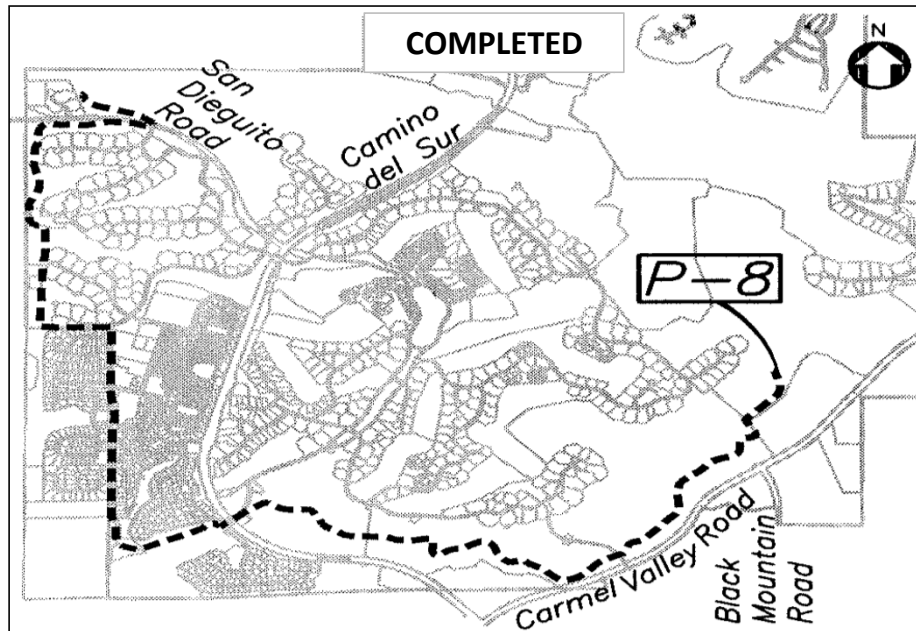 COMPLETED
N
San
Dieguito
Road
Camino
del Sur
P-8
Carmel Valley Road
Black
Mountain
Road